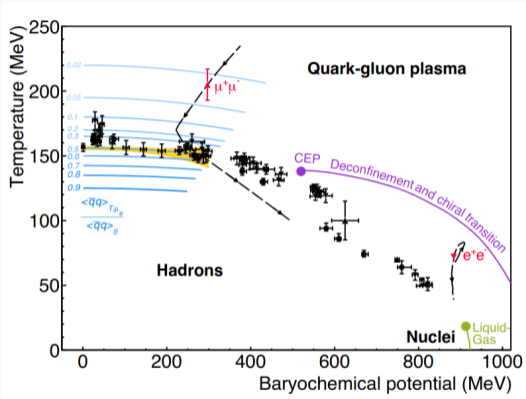 Temperature (MeV)
250
200
150
100
50
0
0.02
0.05
0.1
0.2
0.3
0.5
0.6
0.7
0.8
0.9
<q̄q>Tμ_B
<q̄q>0
Quark-gluon plasma
μ⁺μ⁻
CEP
Deconfinement and chiral transition
e⁺e⁻
Hadrons
Nuclei
Liquid-
Gas
0 200 400 600 800 1000
Baryochemical potential (MeV)